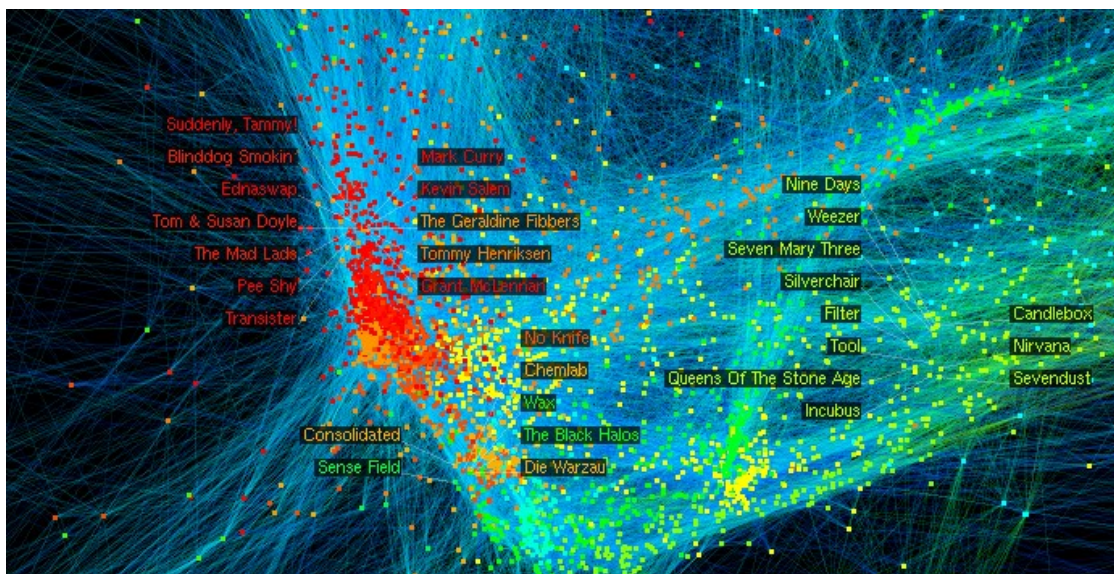 Suddenly, Tammy!
Blinddog Smokin'
Ednaswap
Tom & Susan Doyle
The Mad Lads
Pee Shy
Transister
Mark Curry
Kevin Salem
The Geraldine Fibbers
Tommy Henriksen
Grant McLennan
No Knife
Chemlab
Wax
The Black Halos
Die Warzau
Consolidated
Sense Field
Nine Days
Weezer
Seven Mary Three
Silverchair
Filter
Tool
Queens Of The Stone Age
Incubus
Candlebox
Nirvana
Sevendust